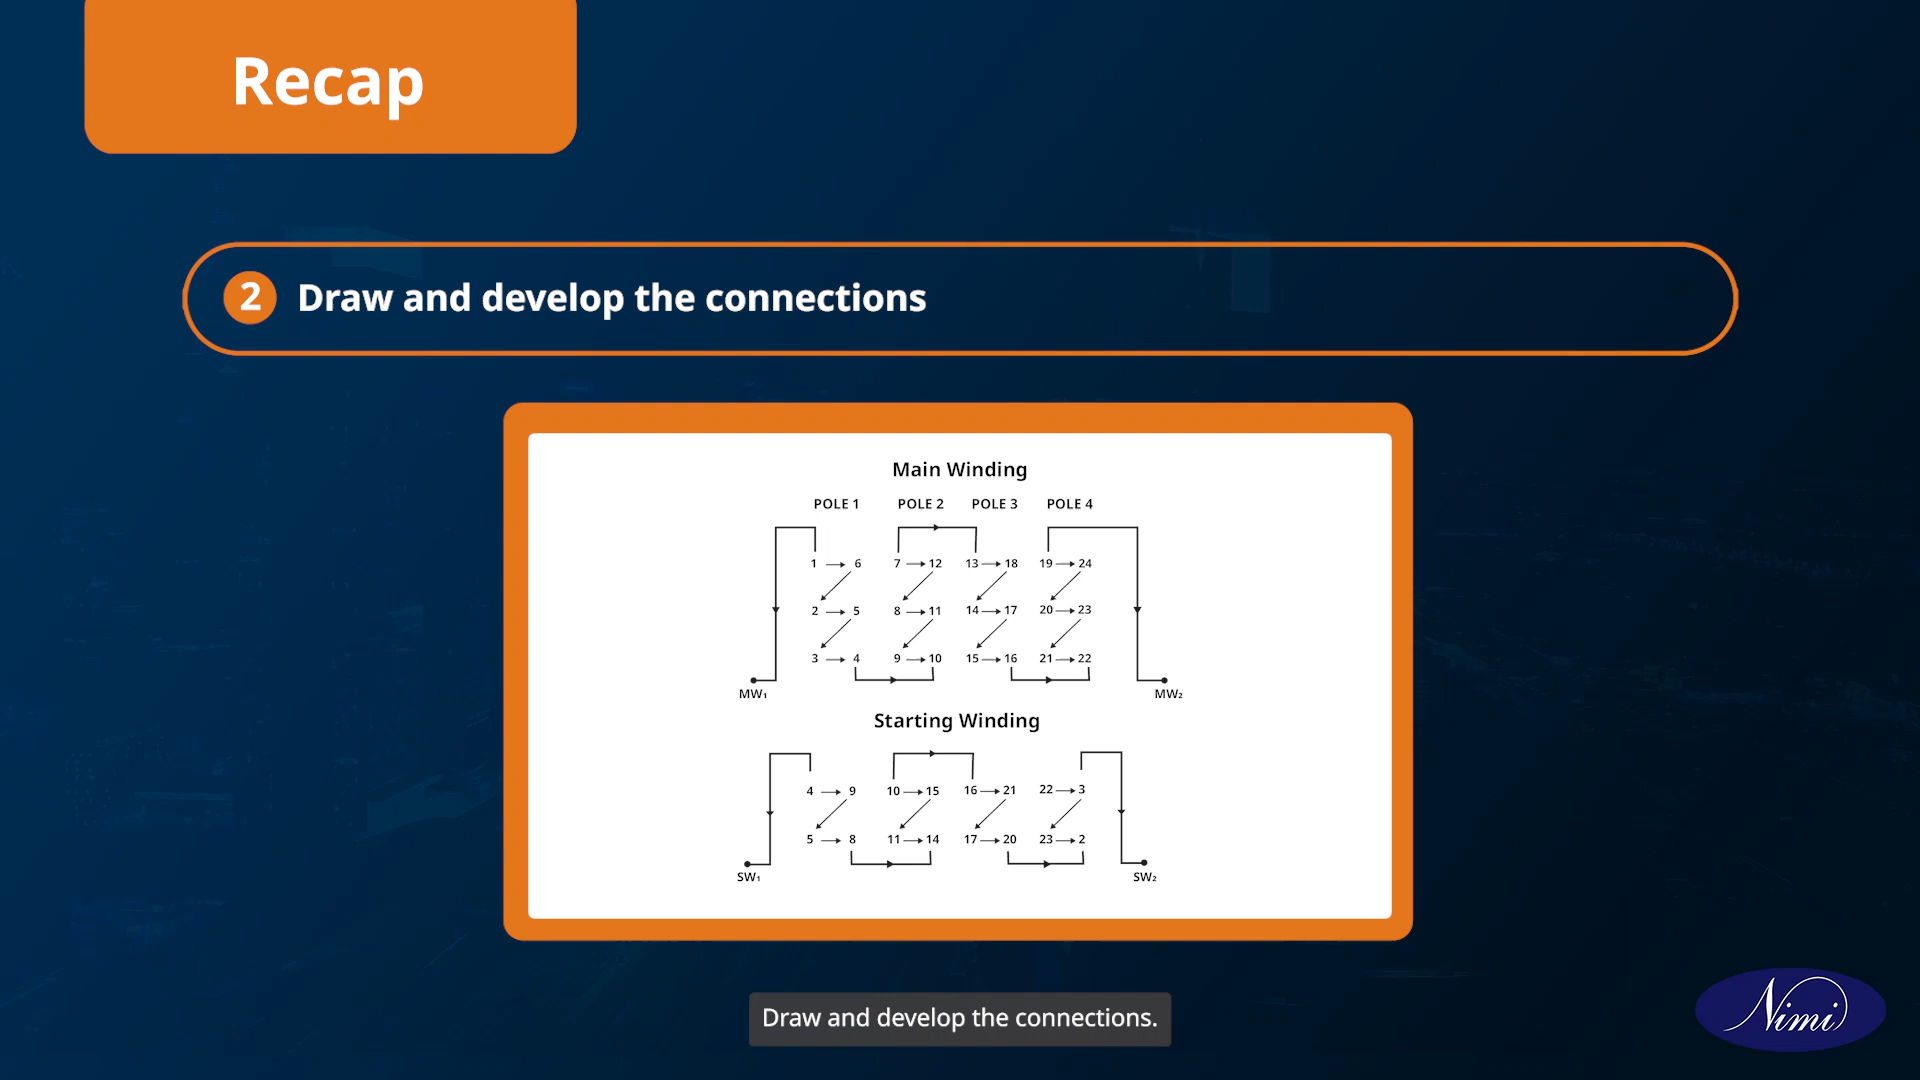 Recap
2 Draw and develop the connections
Main Winding
POLE 1 POLE 2 POLE 3 POLE 4
1 → 6 7 → 12 13 → 18 19 → 24
2 → 5 8 → 11 14 → 17 20 → 23
3 → 4 9 → 10 15 → 16 21 → 22
MW₁ MW₂
Starting Winding
4 → 9 10 → 15 16 → 21 22 → 3
5 → 8 11 → 14 17 → 20 23 → 2
SW₁ SW₂
Draw and develop the connections.
Nimi